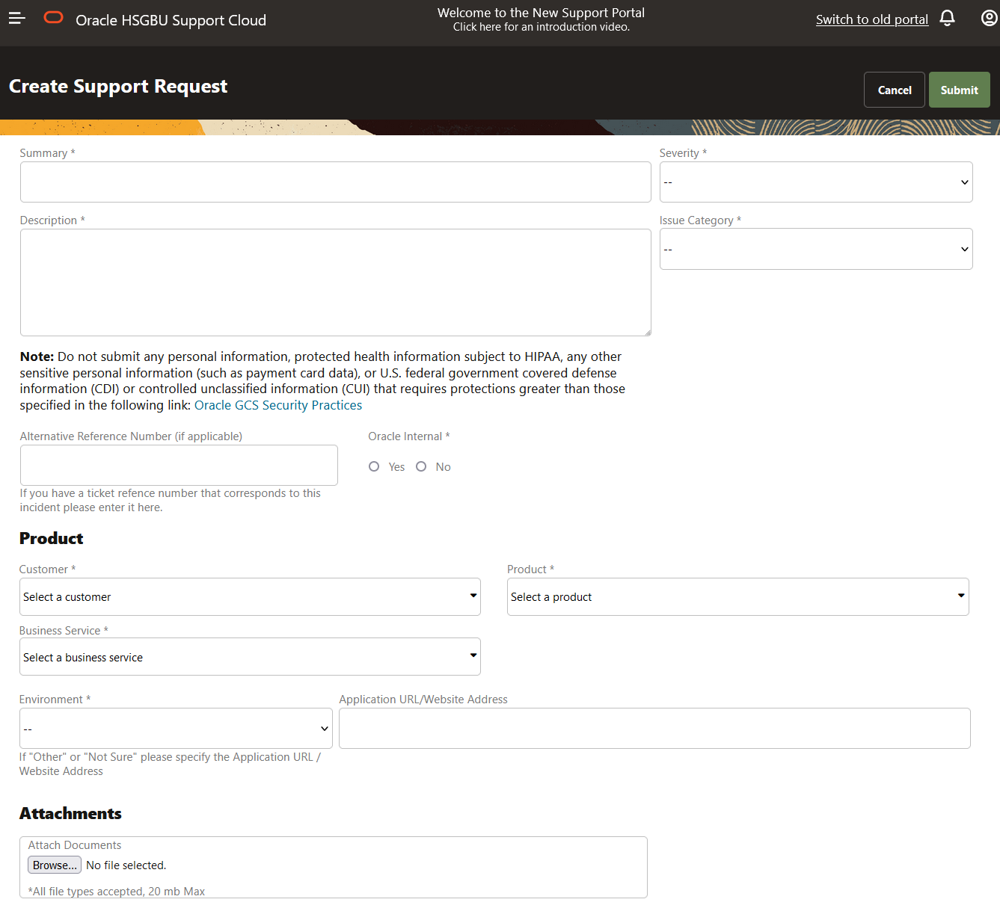 Oracle HSGBU Support Cloud
Welcome to the New Support Portal
Click here for an introduction video.
Switch to old portal
Create Support Request
Cancel
Submit
Summary *
Severity *
--
Description *
Issue Category *
--
Note: Do not submit any personal information, protected health information subject to HIPAA, any other
sensitive personal information (such as payment card data), or U.S. federal government covered defense
information (CDI) or controlled unclassified information (CUI) that requires protections greater than those
specified in the following link: Oracle GCS Security Practices
Alternative Reference Number (if applicable)
Oracle Internal *
Yes
No
If you have a ticket refence number that corresponds to this
incident please enter it here.
Product
Customer *
Product *
Select a customer
Select a product
Business Service *
Select a business service
Environment *
Application URL/Website Address
--
If "Other" or "Not Sure" please specify the Application URL /
Website Address
Attachments
Attach Documents
Browse... No file selected.
*All file types accepted, 20 mb Max